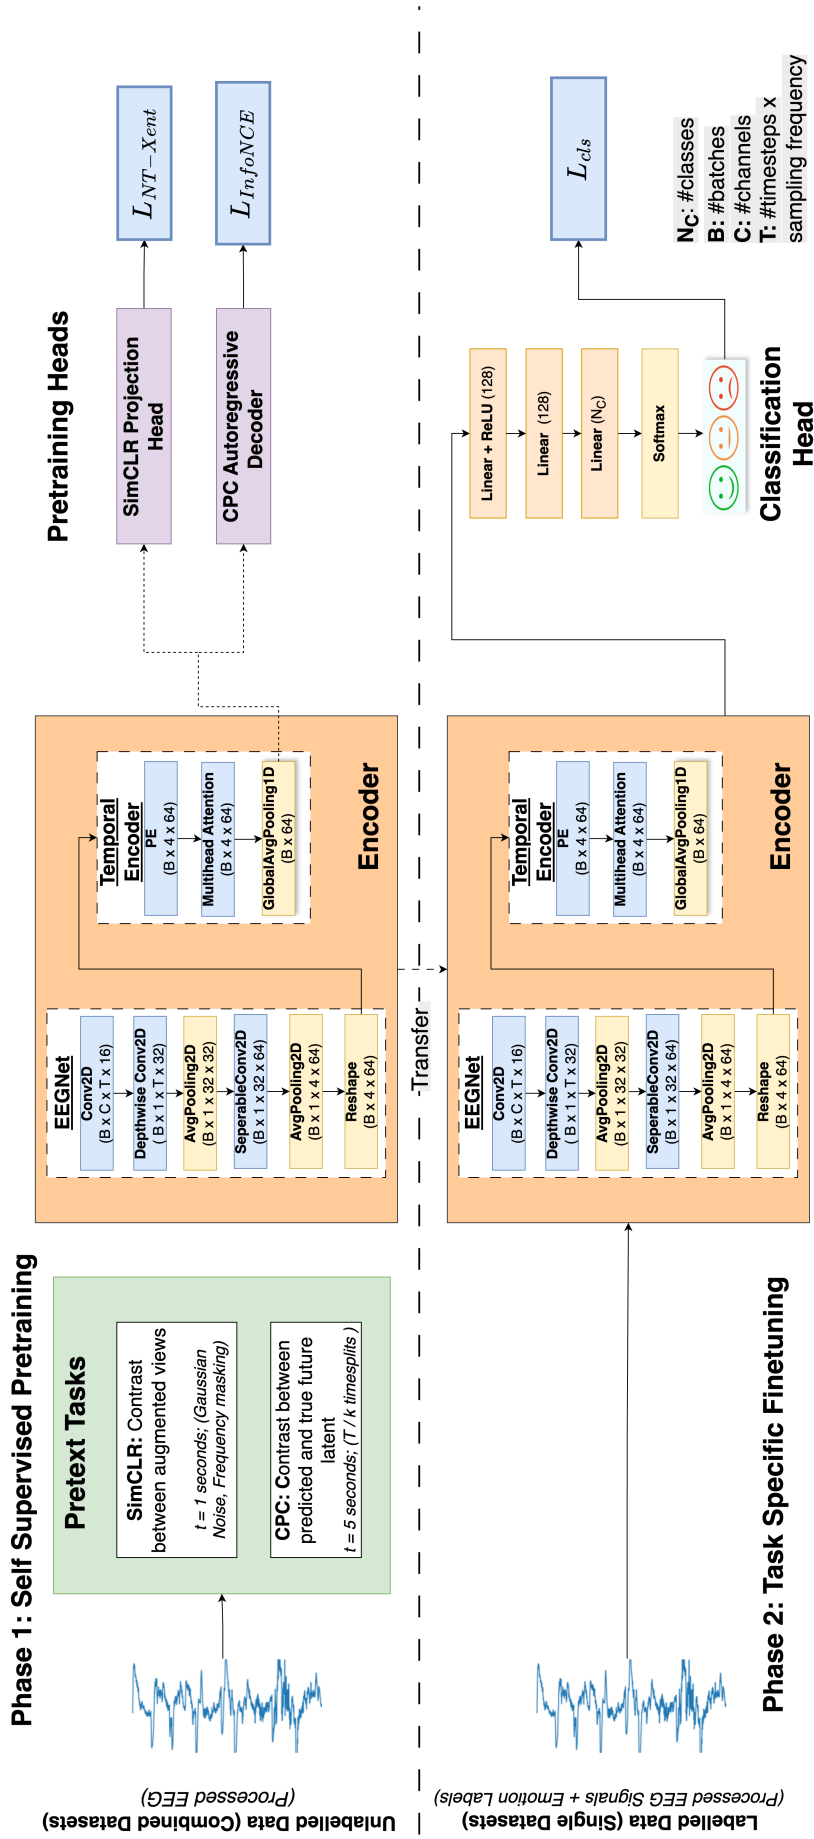 Phase 1: Self Supervised Pretraining
Unlabelled Data (Combined Datasets)
(Processed EEG)
Pretext Tasks
SimCLR: Contrast
between augmented views
t = 1 seconds; (Gaussian
Noise, Frequency masking)
CPC: Contrast between
predicted and true future
latent
t = 5 seconds; (T / k timesplits )
EEGNet
Conv2D
(B x C x T x 16)
Depthwise Conv2D
( B x 1 x T x 32)
AvgPooling2D
(B x 1 x 32 x 32)
SeperableConv2D
(B x 1 x 32 x 64)
AvgPooling2D
(B x 1 x 4 x 64)
Reshape
(B x 4 x 64)
Temporal
Encoder
PE
(B x 4 x 64)
Multihead Attention
(B x 4 x 64)
GlobalAvgPooling1D
(B x 64)
Encoder
Pretraining Heads
SimCLR Projection
Head
CPC Autoregressive
Decoder
L_{NT-Xent}
L_{InfoNCE}
Transfer
Labelled Data (Single Datasets)
(Processed EEG Signals + Emotion Labels)
Phase 2: Task Specific Finetuning
EEGNet
Conv2D
(B x C x T x 16)
Depthwise Conv2D
( B x 1 x T x 32)
AvgPooling2D
(B x 1 x 32 x 32)
SeperableConv2D
(B x 1 x 32 x 64)
AvgPooling2D
(B x 1 x 4 x 64)
Reshape
(B x 4 x 64)
Temporal
Encoder
PE
(B x 4 x 64)
Multihead Attention
(B x 4 x 64)
GlobalAvgPooling1D
(B x 64)
Encoder
Linear + ReLU (128)
Linear (128)
Linear (N_C)
Softmax
Classification
Head
L_{cls}
N_C: #classes
B: #batches
C: #channels
T: #timesteps x
sampling frequency